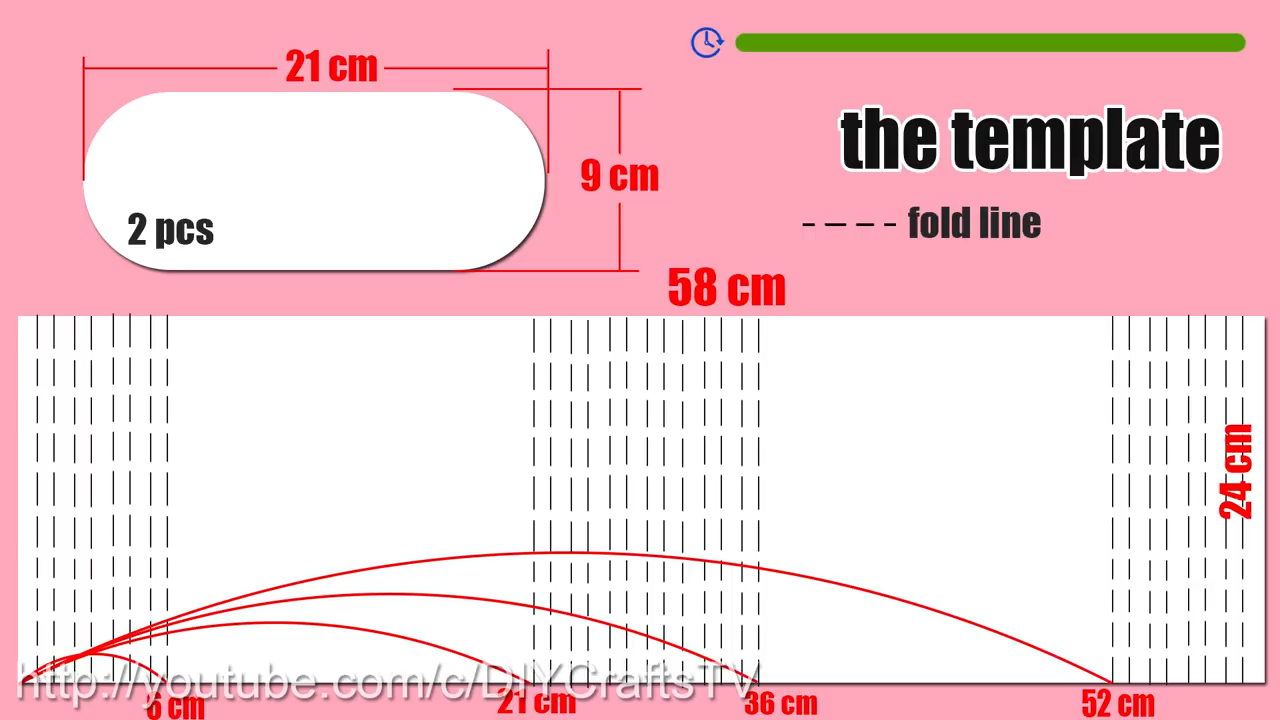 21 cm
the template
9 cm
2 pcs
fold line
58 cm
24 cm
http://youtube.com/c/DIYCraftsTV
6 cm
21 cm
36 cm
52 cm